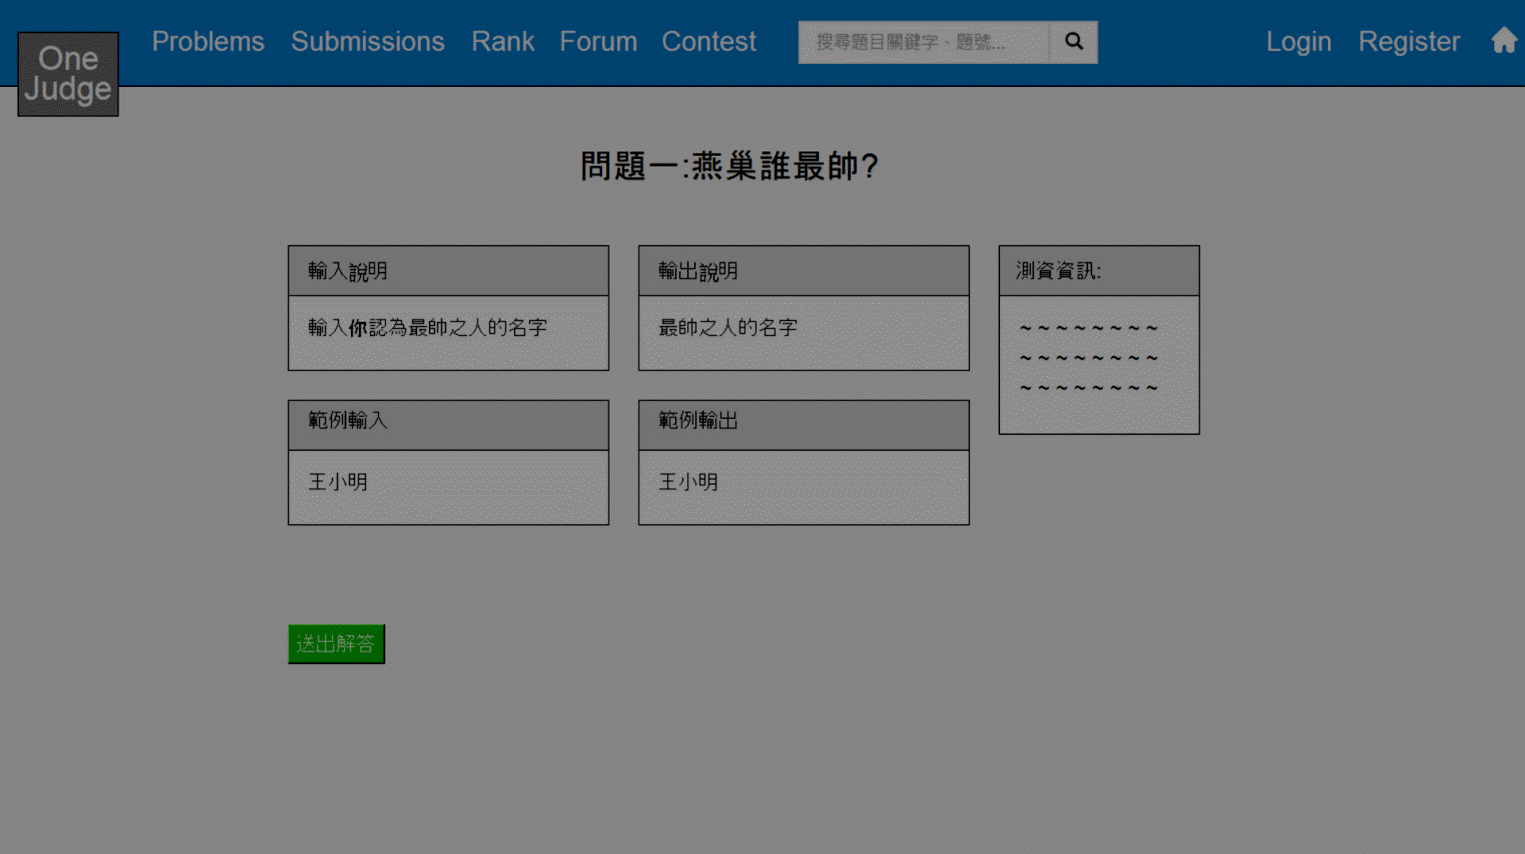 One
Judge
Problems
Submissions
Rank
Forum
Contest
搜尋題目關鍵字、題號...
Login
Register
問題一:燕巢誰最帥?
輸入說明
輸入你認為最帥之人的名字
輸出說明
最帥之人的名字
測資資訊:
~ ~ ~ ~ ~ ~ ~ ~
~ ~ ~ ~ ~ ~ ~ ~
~ ~ ~ ~ ~ ~ ~ ~
範例輸入
王小明
範例輸出
王小明
送出解答